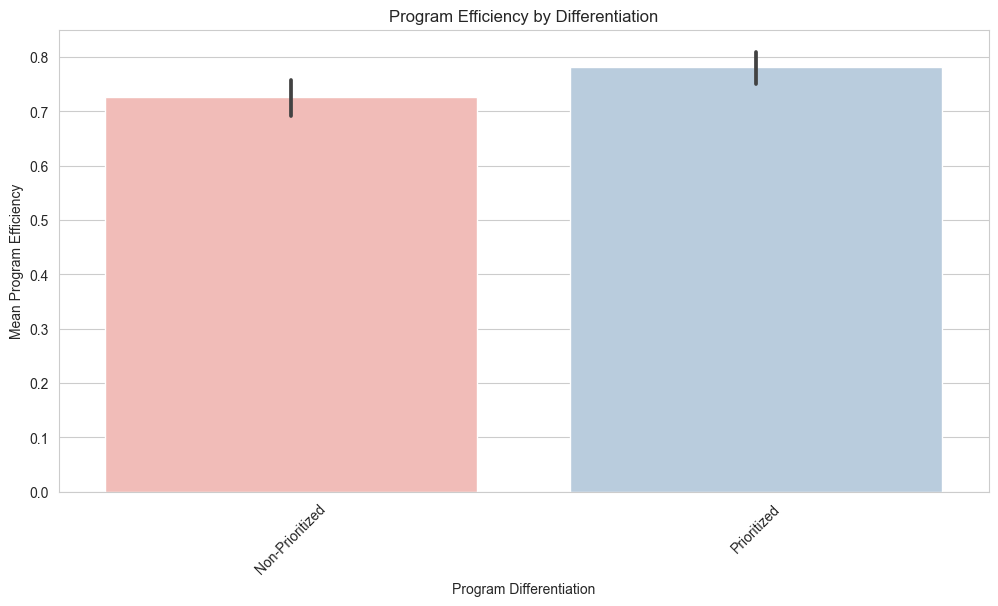 Program Efficiency by Differentiation
Mean Program Efficiency
0.8
0.7
0.6
0.5
0.4
0.3
0.2
0.1
0.0
Non-Prioritized
Prioritized
Program Differentiation